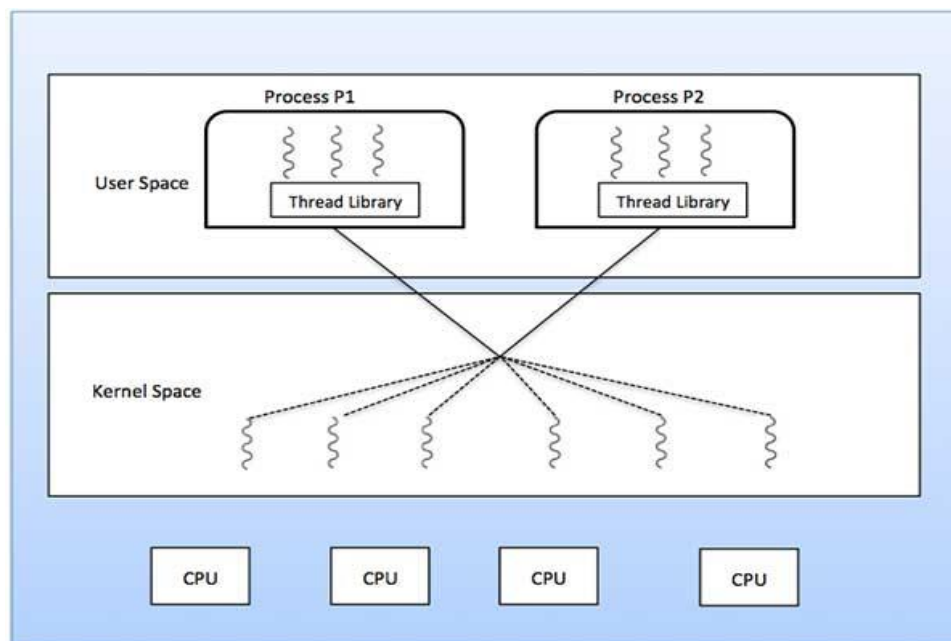 Process P1
Process P2
User Space
Thread Library
Thread Library
Kernel Space
CPU
CPU
CPU
CPU